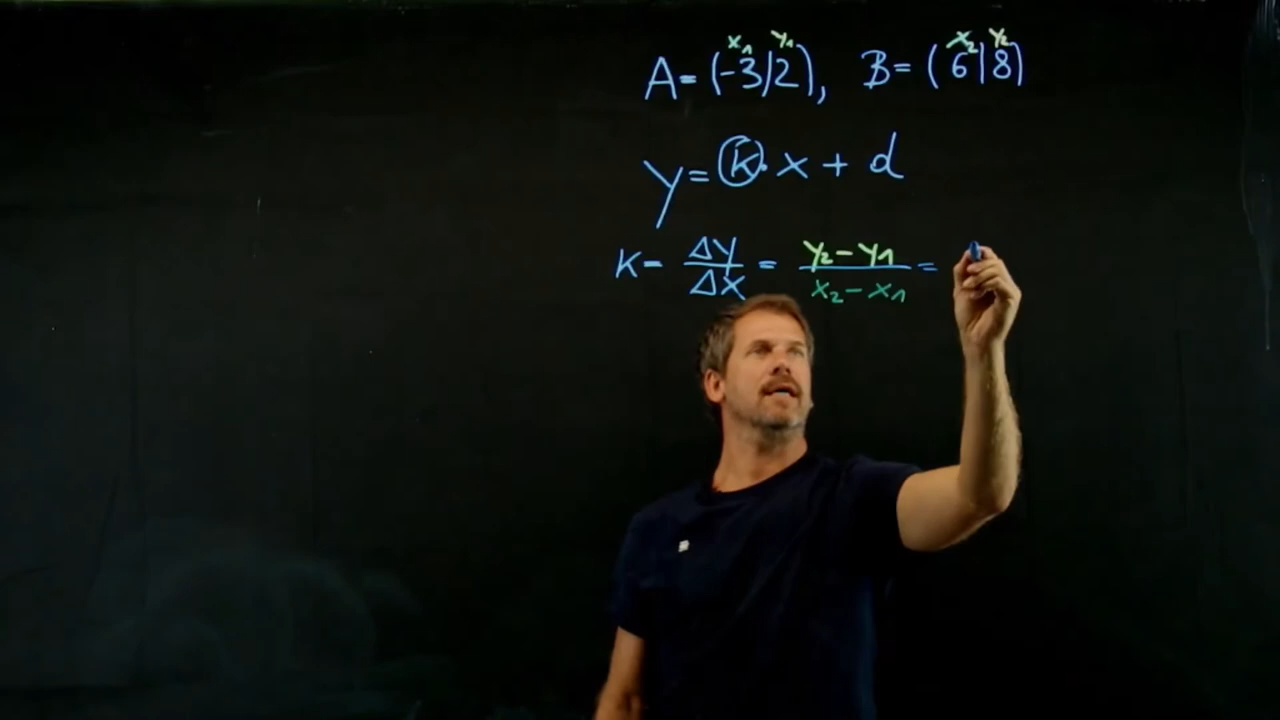 x₁ y₁ x₂ y₂
A = (-3|2), B = (6|8)
y = k · x + d
K = ΔY/ΔX = (y₂ - y₁)/(x₂ - x₁) =